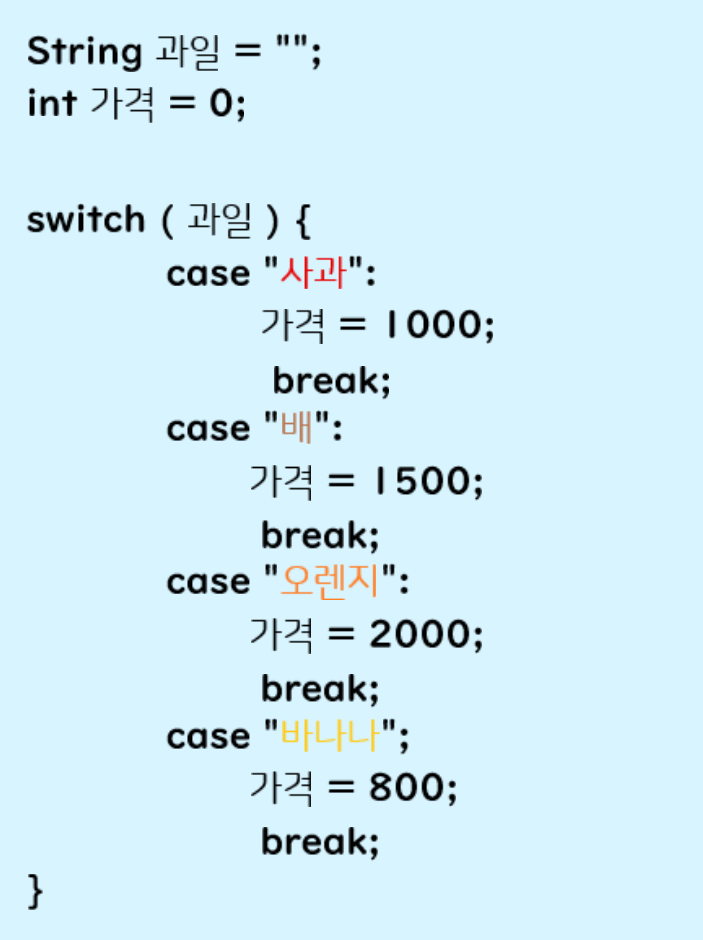 String 과일 = "";
int 가격 = 0;
switch ( 과일 ) {
case "사과":
가격 = 1000;
break;
case "배":
가격 = 1500;
break;
case "오렌지":
가격 = 2000;
break;
case "바나나";
가격 = 800;
break;
}